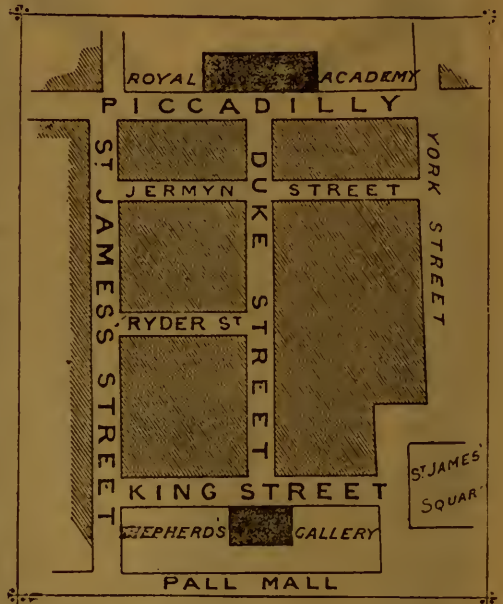 ROYAL ACADEMY
PICCADILLY
ST JAMES'S STREET
DUKE STREET
YORK STREET
JERMYN STREET
RYDER ST
KING STREET
ST JAMES'
SQUAR
SHEPHERD'S GALLERY
PALL MALL